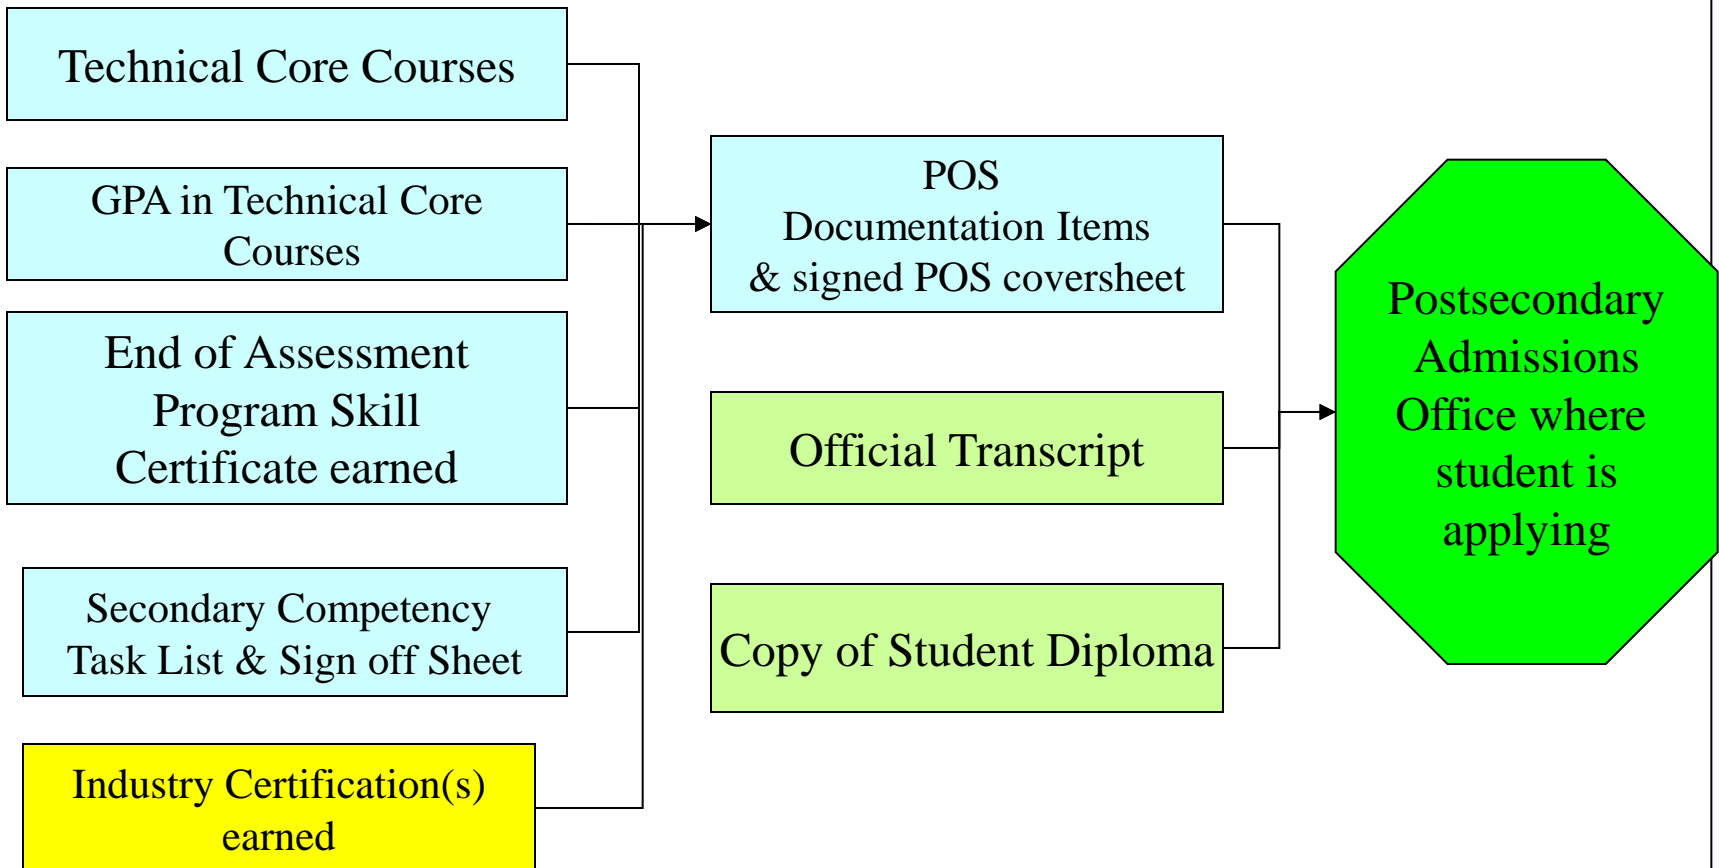 Technical Core Courses
GPA in Technical Core
Courses
End of Assessment
Program Skill
Certificate earned
Secondary Competency
Task List & Sign off Sheet
Industry Certification(s)
earned
POS
Documentation Items
& signed POS coversheet
Official Transcript
Copy of Student Diploma
Postsecondary
Admissions
Office where
student is
applying